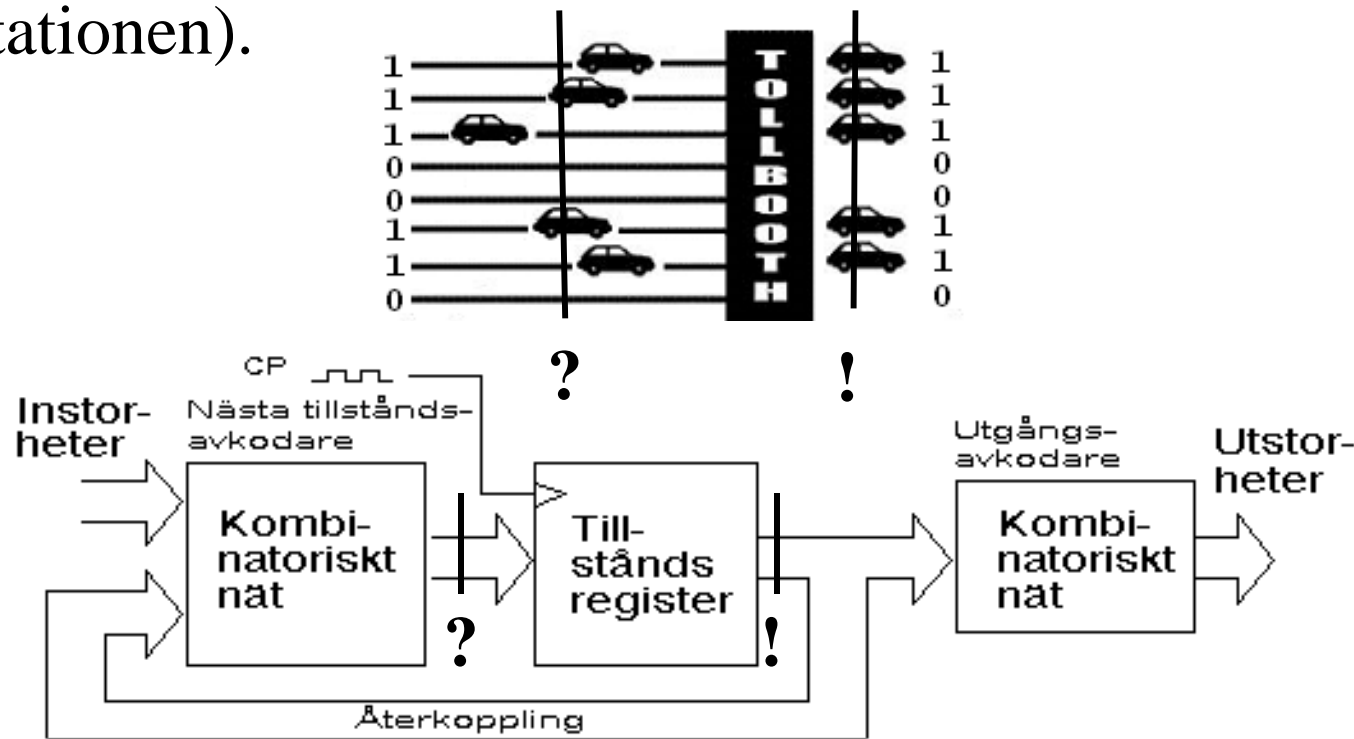 tationen).
1
1
1
0
0
1
1
0
TOLLBOOTH
1
1
1
0
0
1
1
0
?
!
CP
Instor-
heter
Nästa tillstånds-
avkodare
Kombi-
natoriskt
nät
?
Till-
stånds
register
!
Utgångs-
avkodare
Kombi-
natoriskt
nät
Utstor-
heter
Återkoppling